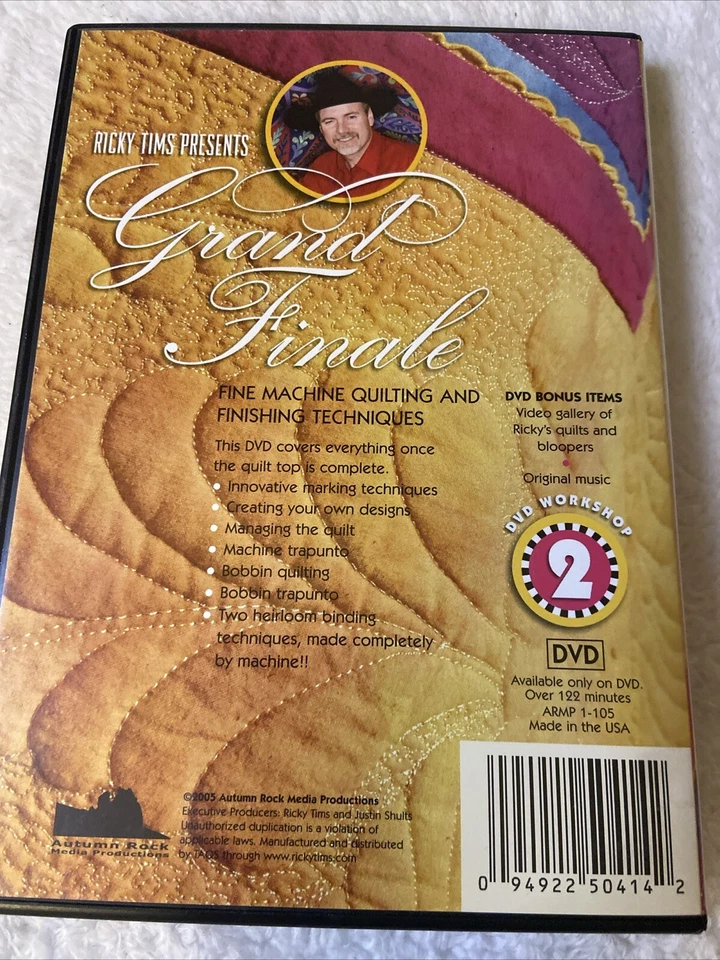 RICKY TIMS PRESENTS
Grand
Finale
FINE MACHINE QUILTING AND
FINISHING TECHNIQUES
This DVD covers everything once
the quilt top is complete.
• Innovative marking techniques
• Creating your own designs
• Managing the quilt
• Machine trapunto
• Bobbin quilting
• Bobbin trapunto
• Two heirloom binding
techniques, made completely
by machine!!
DVD BONUS ITEMS
Video gallery of
Ricky's quilts and
bloopers
•
Original music
DVD WORKSHOP
2
DVD
Available only on DVD.
Over 122 minutes
ARMP 1-105
Made in the USA
©2005 Autumn Rock Media Productions
Executive Producers: Ricky Tims and Justin Shults
Unauthorized duplication is a violation of
applicable laws. Manufactured and distributed
by TAQS through www.rickytims.com
Autumn Rock
Media Productions
0 94922 50414 2